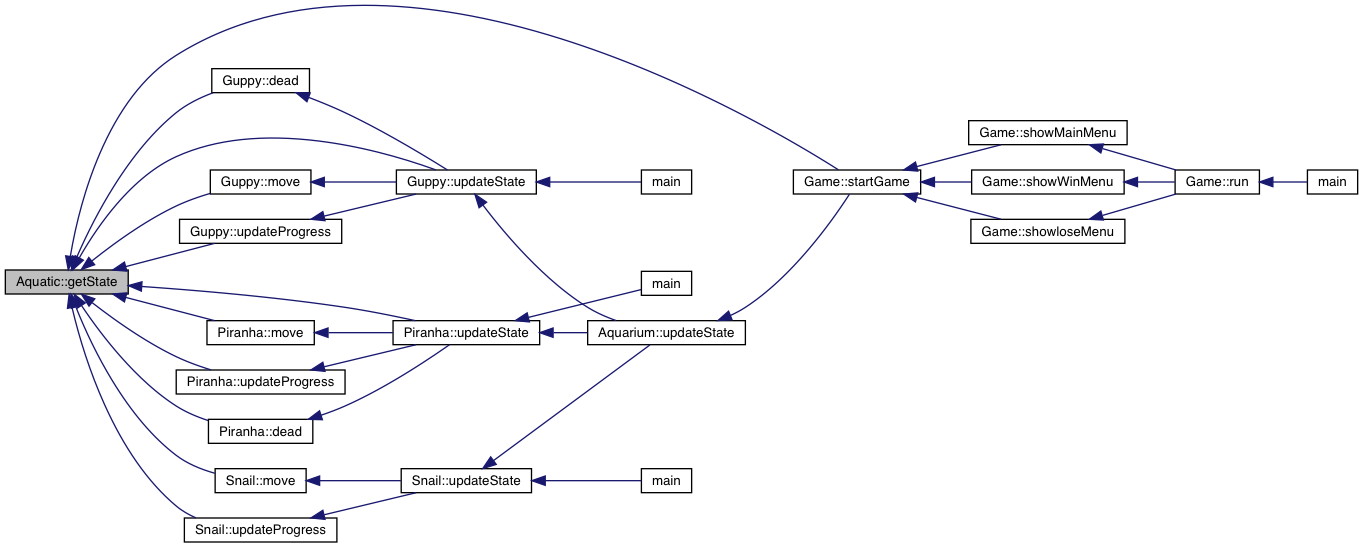 Guppy::dead
Game::showMainMenu
Guppy::move
Guppy::updateState
main
Game::startGame
Game::showWinMenu
Game::run
main
Guppy::updateProgress
Game::showloseMenu
Aquatic::getState
main
Piranha::move
Piranha::updateState
Aquarium::updateState
Piranha::updateProgress
Piranha::dead
Snail::move
Snail::updateState
main
Snail::updateProgress